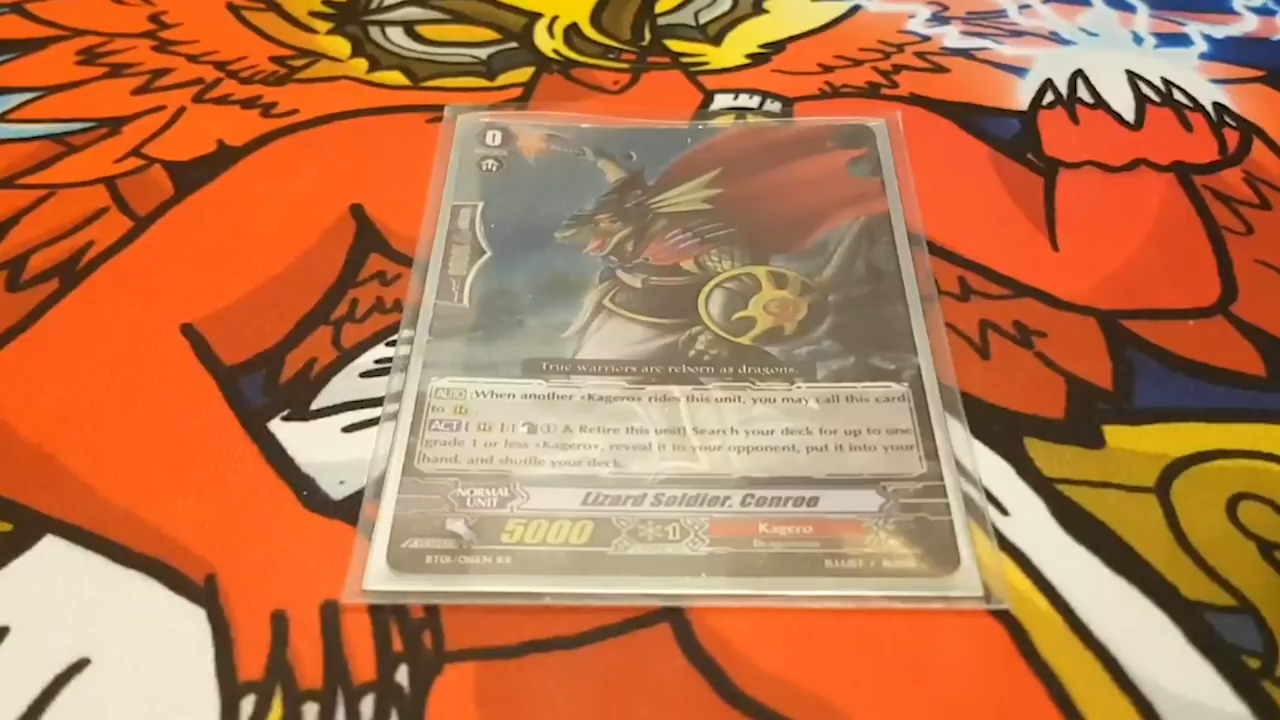 0
True warriors are reborn as dragons.
AUTO :When another «Kagero» rides this unit, you may call this card
to .
ACT [ ]:[ (1) & Retire this unit] Search your deck for up to one
grade 1 or less «Kagero», reveal it to your opponent, put it into your
hand, and shuffle your deck.
NORMAL
UNIT
Lizard Soldier, Conroe
5000
1
Kagero